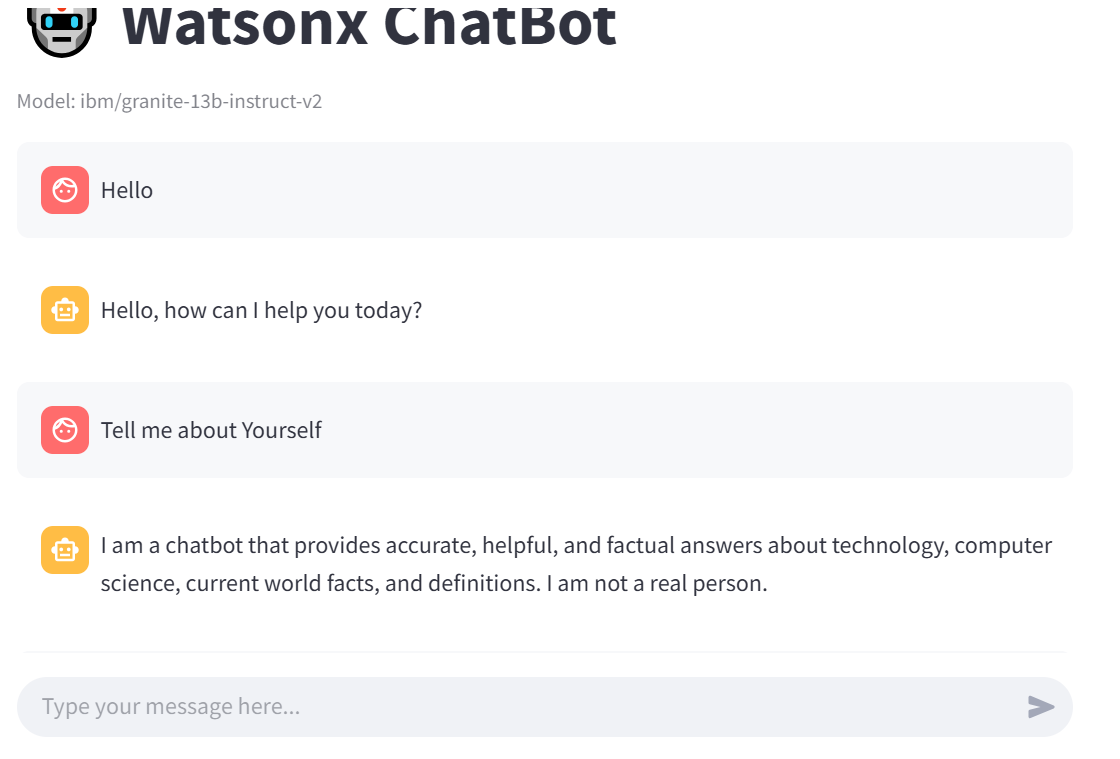 Watsonx ChatBot
Model: ibm/granite-13b-instruct-v2
Hello
Hello, how can I help you today?
Tell me about Yourself
I am a chatbot that provides accurate, helpful, and factual answers about technology, computer
science, current world facts, and definitions. I am not a real person.
Type your message here...